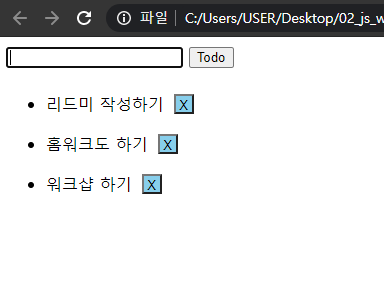 파일 C:/Users/USER/Desktop/02_js_w
Todo
리드미 작성하기 X
홈워크도 하기 X
워크샵 하기 X